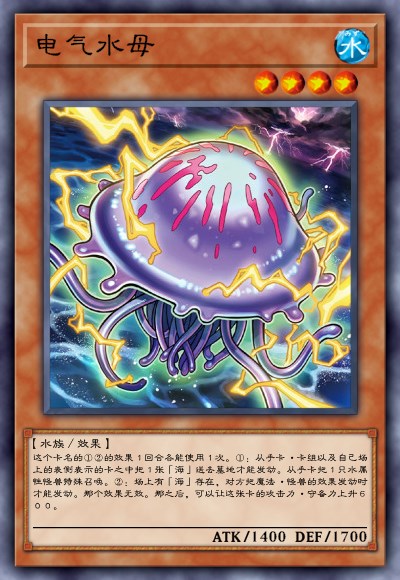 电气水母
水
【水族／效果】
这个卡名的①②的效果1回合各能使用1次。①：从手卡·卡组以及自己场
上的表侧表示的卡之中把1张「海」送去墓地才能发动。从手卡把1只水属
性怪兽特殊召唤。②：场上有「海」存在，对方把魔法·怪兽的效果发动时
才能发动。那个效果无效。那之后，可以让这张卡的攻击力·守备力上升6
００。
ATK/1400 DEF/1700